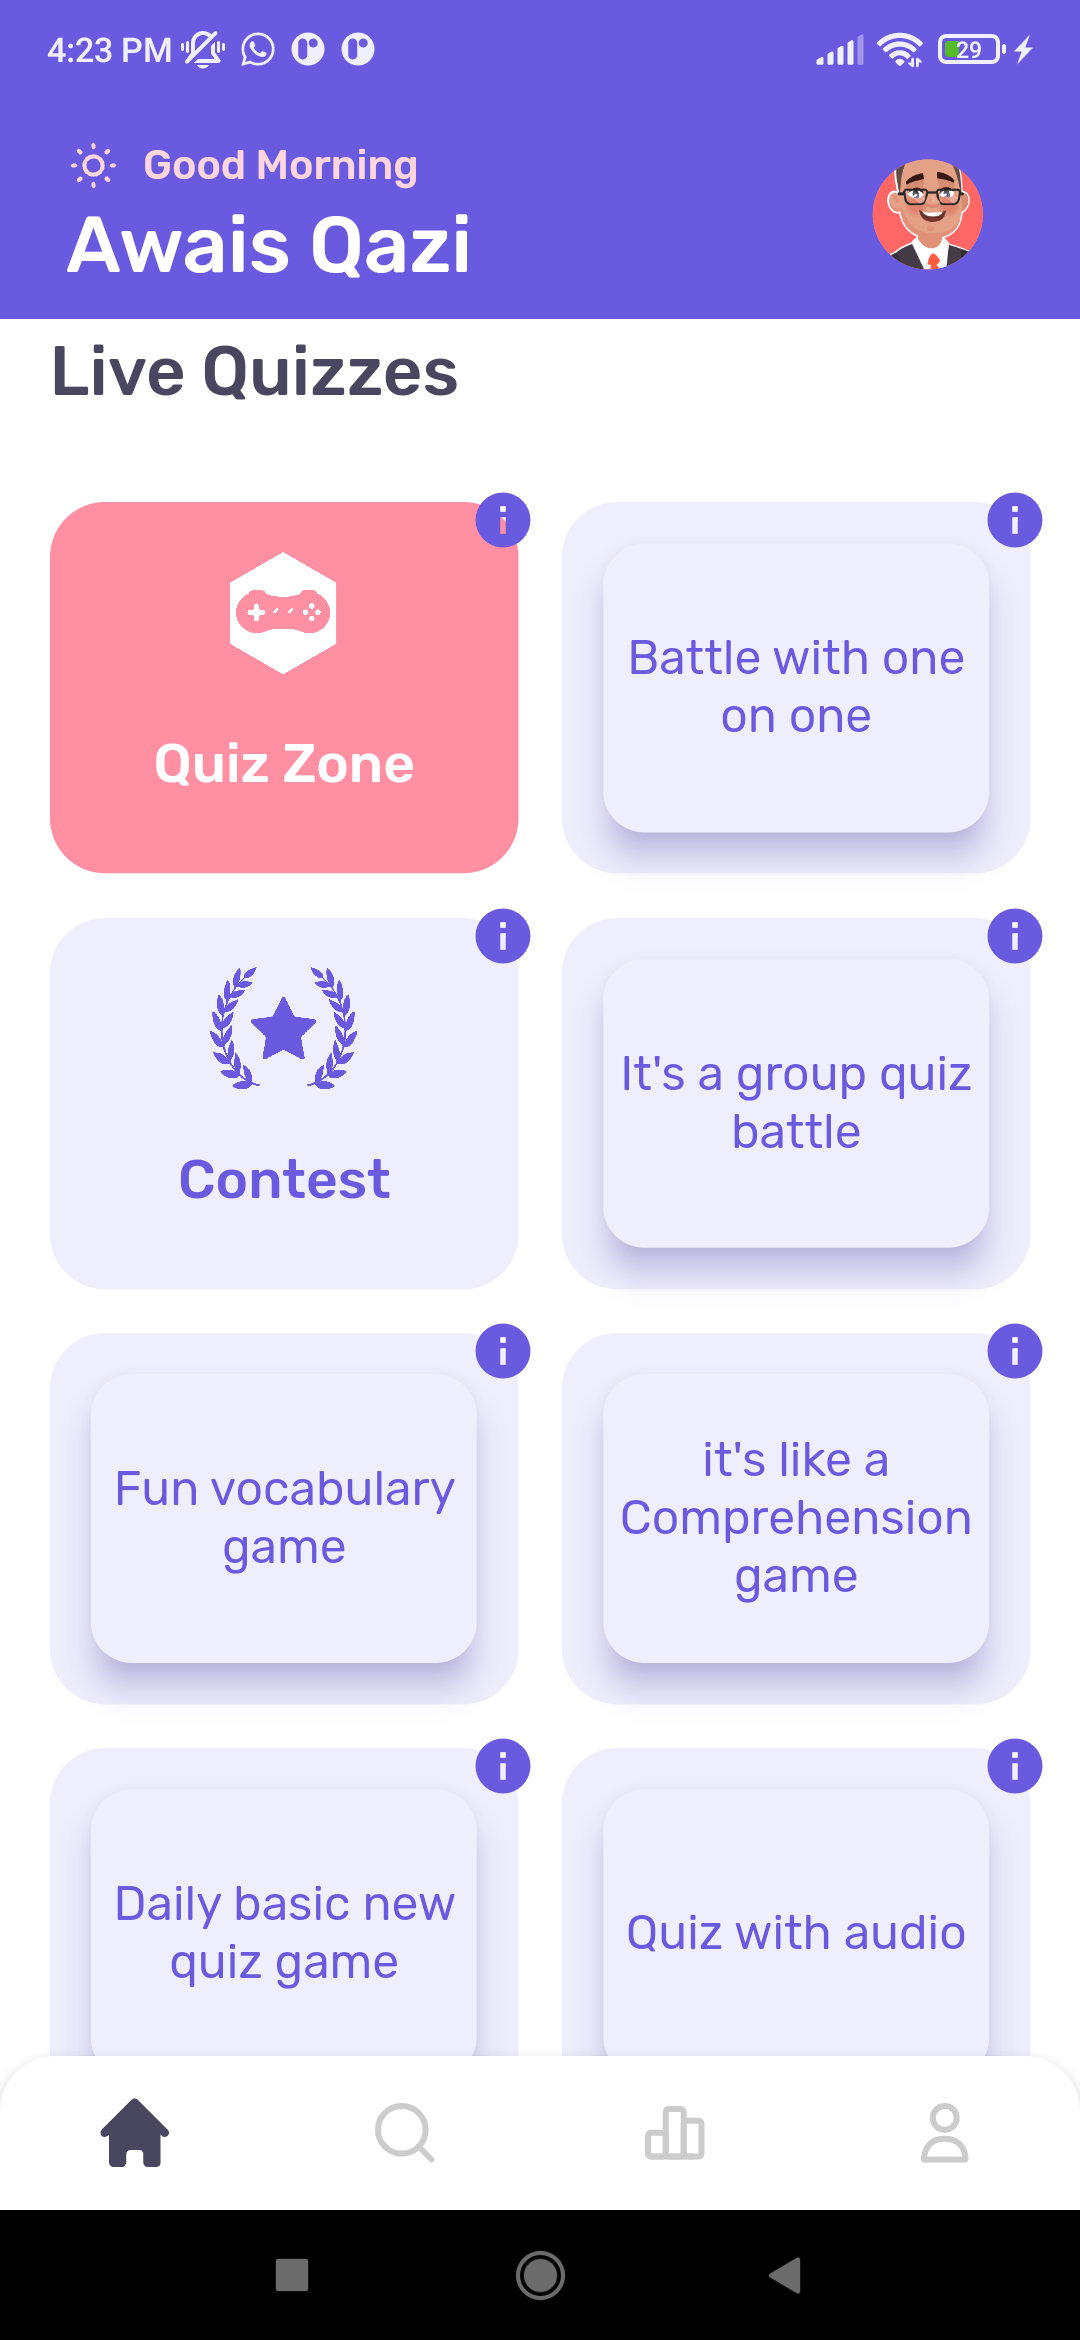 4:23 PM
29
Good Morning
Awais Qazi
Live Quizzes
Quiz Zone
Battle with one
on one
Contest
It's a group quiz
battle
Fun vocabulary
game
it's like a
Comprehension
game
Daily basic new
quiz game
Quiz with audio